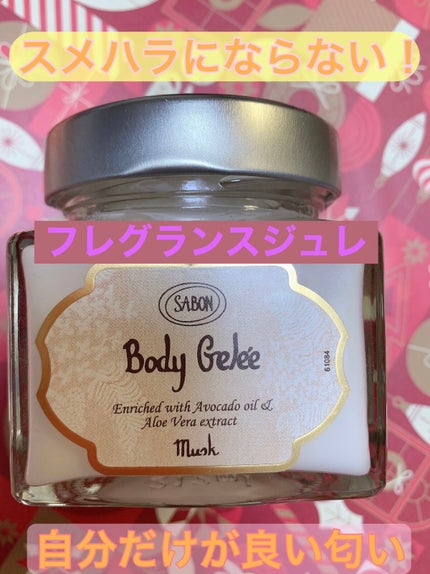 スメハラにならない!
フレグランスジュレ
SABON
Body Gelée
Enriched with Avocado oil &
Aloe Vera extract
Musk
61084
自分だけが良い匂い